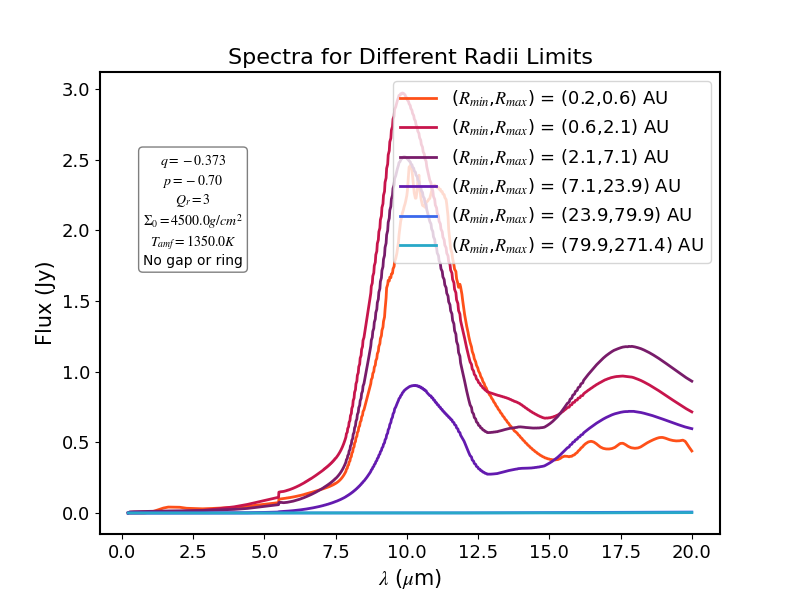 Spectra for Different Radii Limits
3.0
2.5
2.0
1.5
1.0
0.5
0.0
Flux (Jy)
q = −0.373
p = −0.70
Q_r = 3
Σ_0 = 4500.0g/cm^2
T_amf = 1350.0K
No gap or ring
(R_min,R_max) = (0.2,0.6) AU
(R_min,R_max) = (0.6,2.1) AU
(R_min,R_max) = (2.1,7.1) AU
(R_min,R_max) = (7.1,23.9) AU
(R_min,R_max) = (23.9,79.9) AU
(R_min,R_max) = (79.9,271.4) AU
0.0 2.5 5.0 7.5 10.0 12.5 15.0 17.5 20.0
λ (μm)